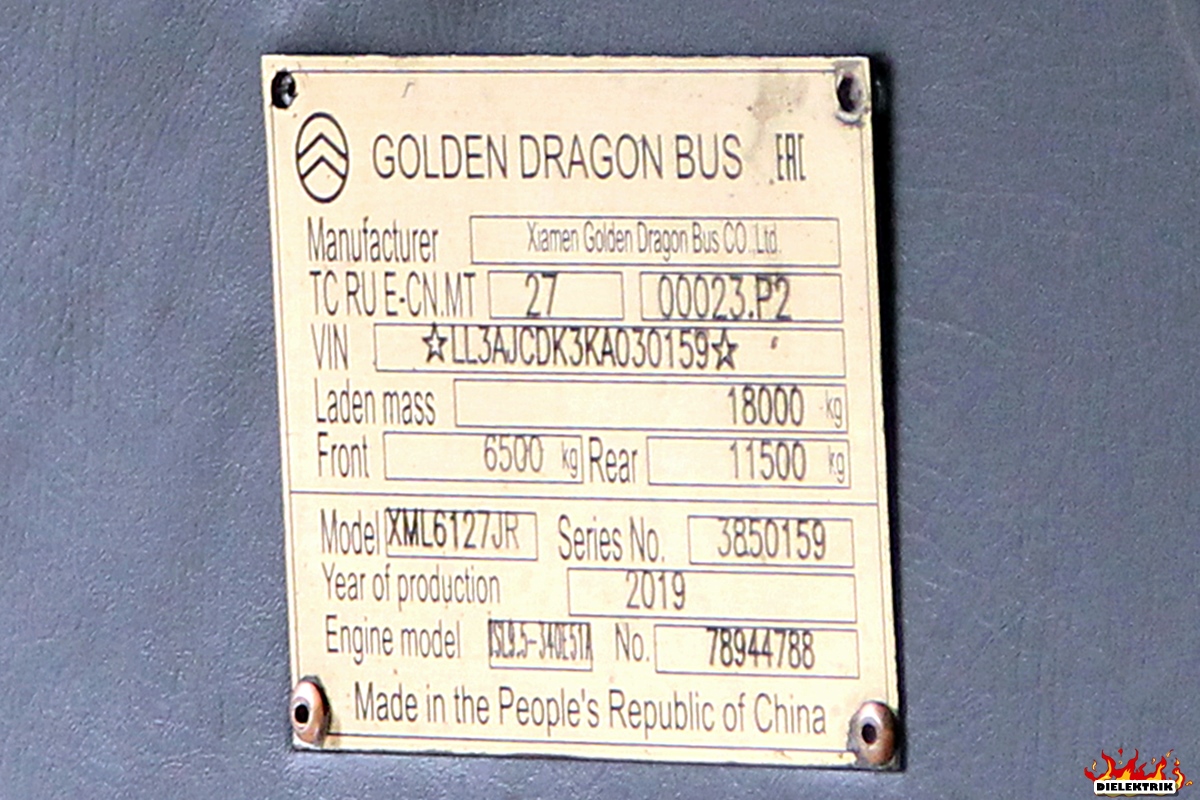 GOLDEN DRAGON BUS EAC
Manufacturer Xiamen Golden Dragon Bus CO.,Ltd.
TC RU E-CN.MT 27 00023.P2
VIN ☆LL3AJCDK3KA030159☆
Laden mass 18000 kg
Front 6500 kg Rear 11500 kg
Model XML6127JR Series No. 3850159
Year of production 2019
Engine model ISL9.5-340E51A No. 78944788
Made in the People's Republic of China
DIELEKTRIK